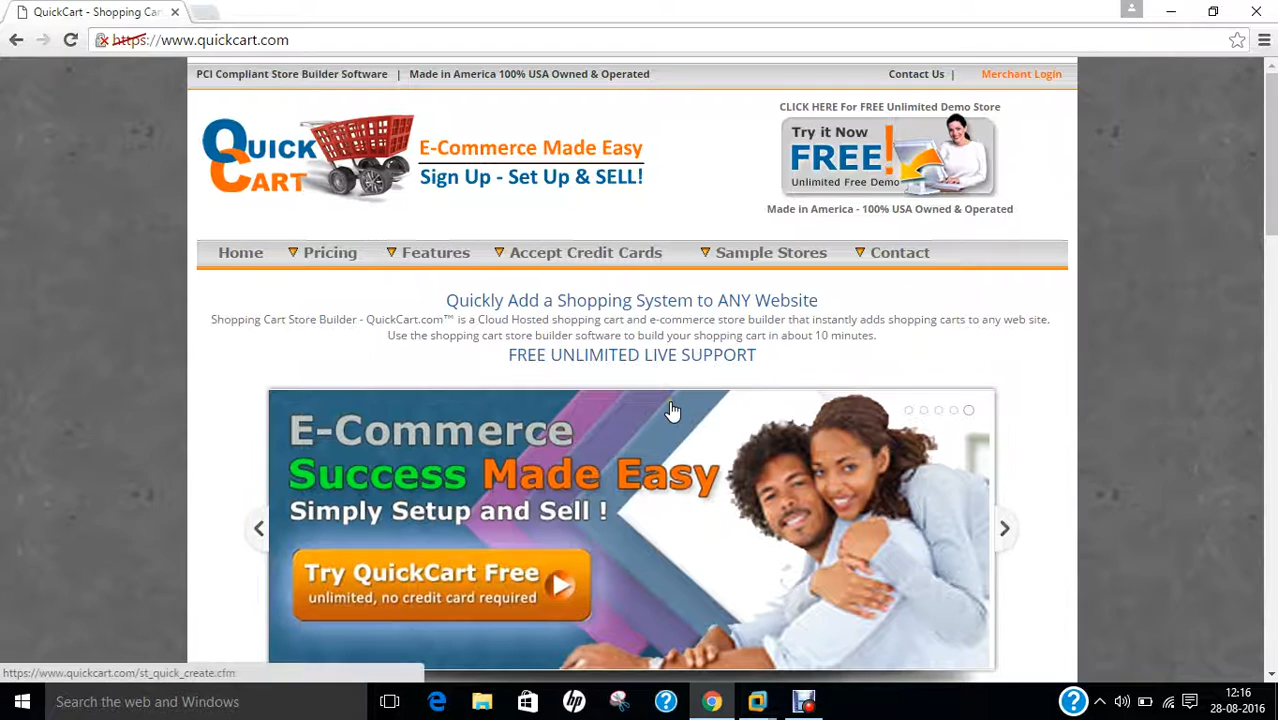 QuickCart - Shopping Car
https://www.quickcart.com
PCI Compliant Store Builder Software | Made in America 100% USA Owned & Operated
Contact Us | Merchant Login
QUICK
CART
E-Commerce Made Easy
Sign Up - Set Up & SELL!
CLICK HERE For FREE Unlimited Demo Store
Try it Now
FREE!
Unlimited Free Demo
Made in America - 100% USA Owned & Operated
Home Pricing Features Accept Credit Cards Sample Stores Contact
Quickly Add a Shopping System to ANY Website
Shopping Cart Store Builder - QuickCart.com™ is a Cloud Hosted shopping cart and e-commerce store builder that instantly adds shopping carts to any web site.
Use the shopping cart store builder software to build your shopping cart in about 10 minutes.
FREE UNLIMITED LIVE SUPPORT
E-Commerce
Success Made Easy
Simply Setup and Sell !
Try QuickCart Free
unlimited, no credit card required
https://www.quickcart.com/st_quick_create.cfm
Search the web and Windows
12:16
28-08-2016